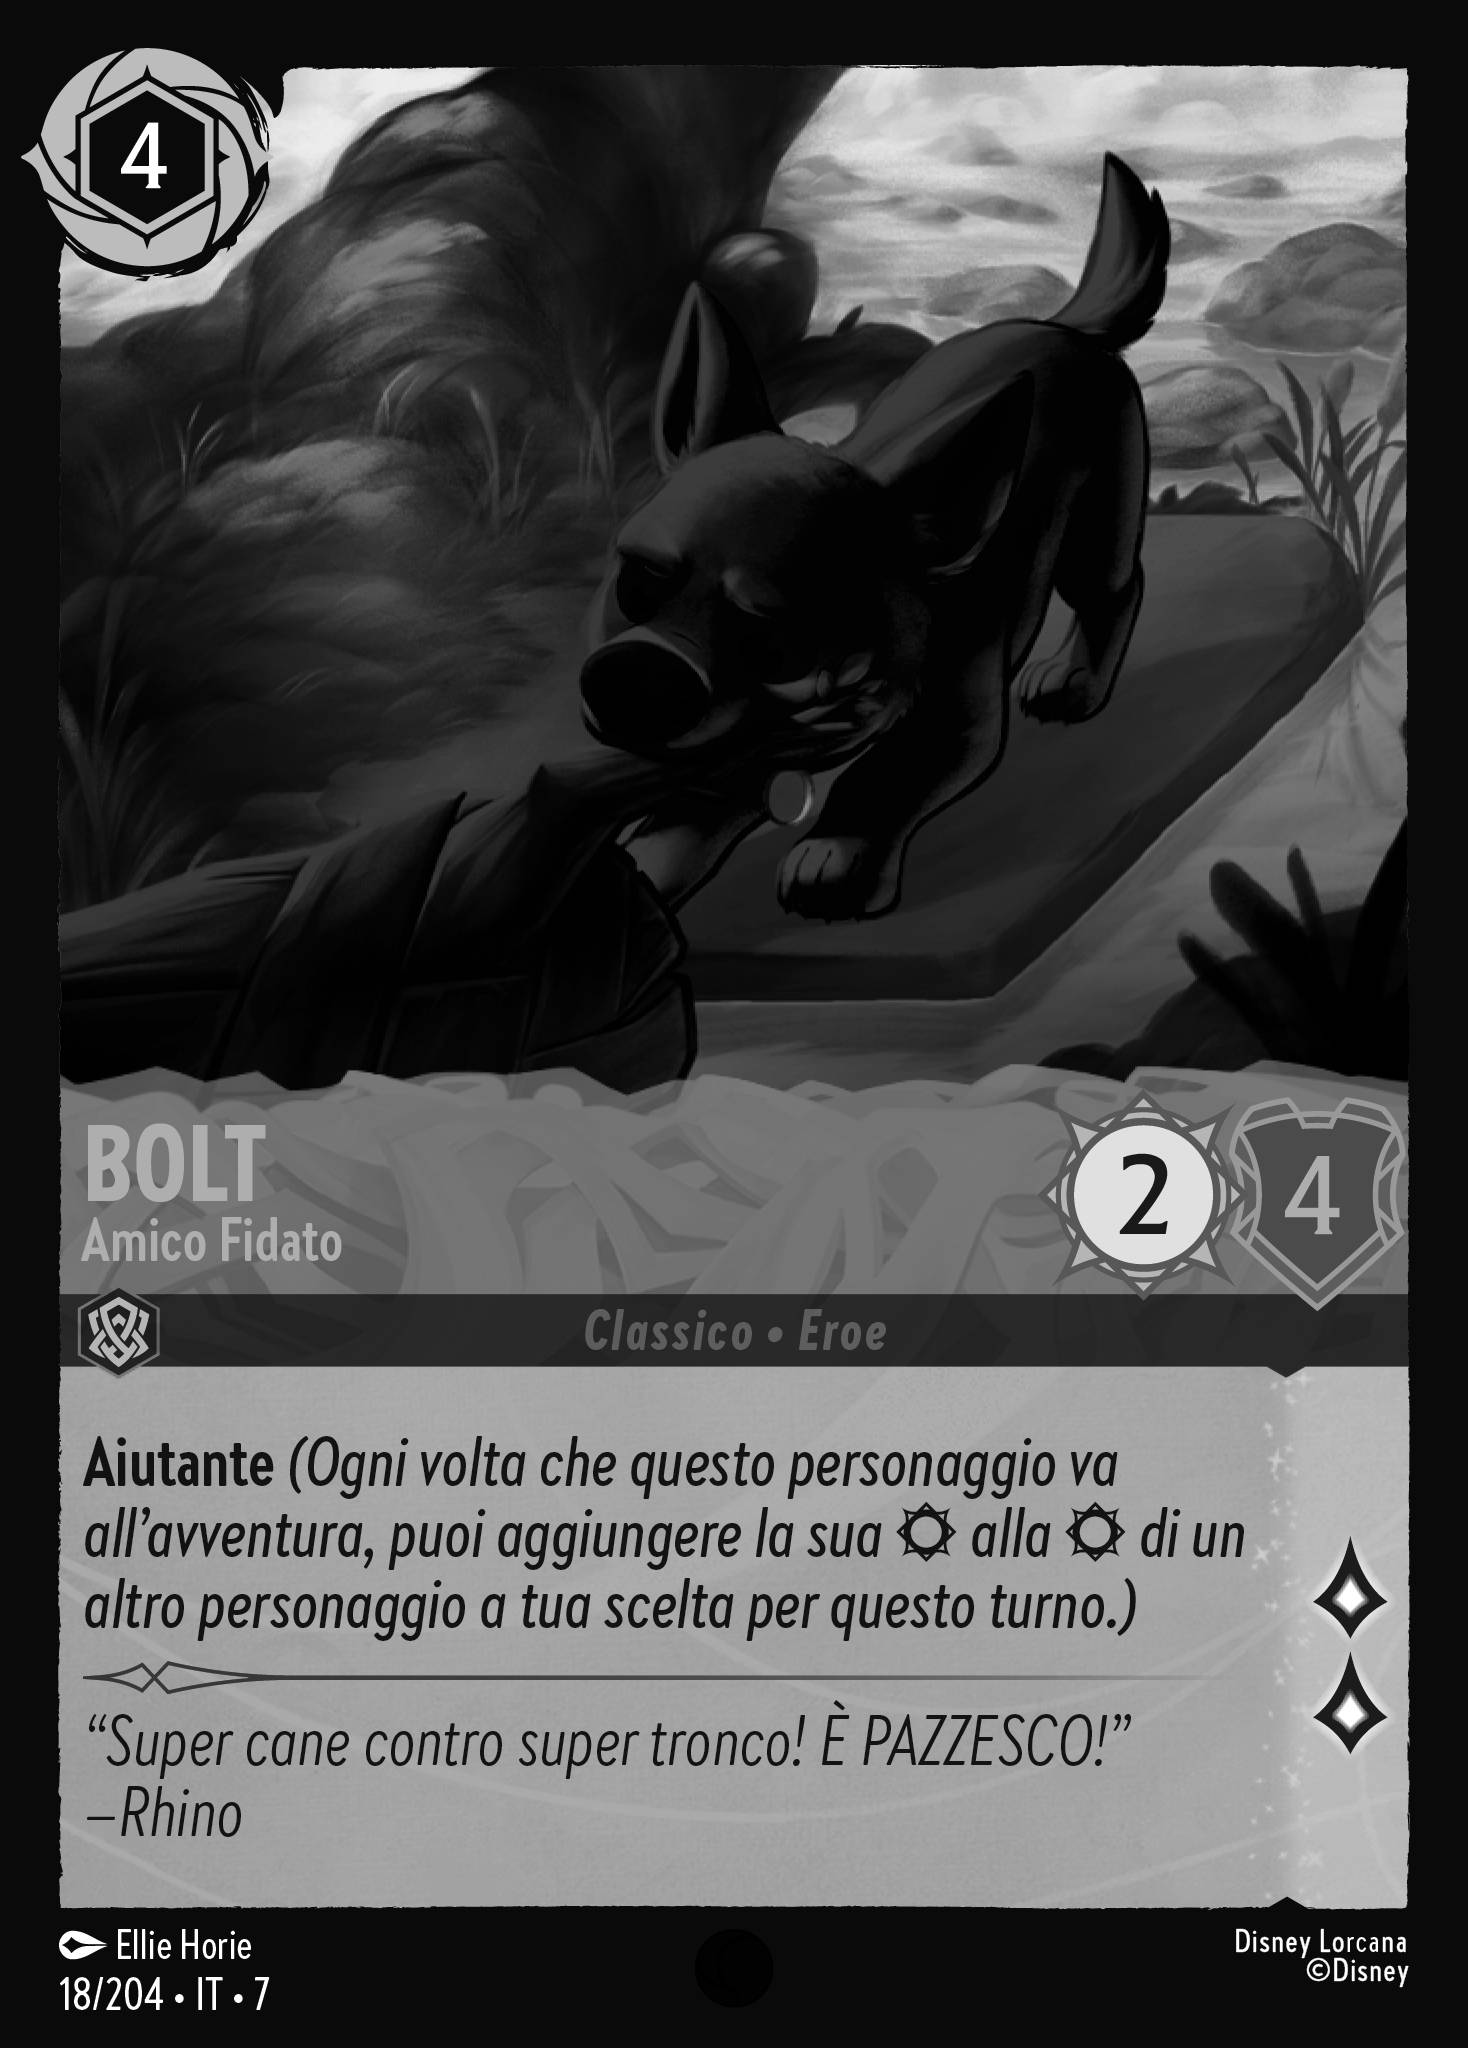 4
BOLT
Amico Fidato
2
4
Classico • Eroe
Aiutante (Ogni volta che questo personaggio va
all’avventura, puoi aggiungere la sua alla di un
altro personaggio a tua scelta per questo turno.)
“Super cane contro super tronco! È PAZZESCO!”
–Rhino
Ellie Horie
18/204 • IT • 7
Disney Lorcana
©Disney